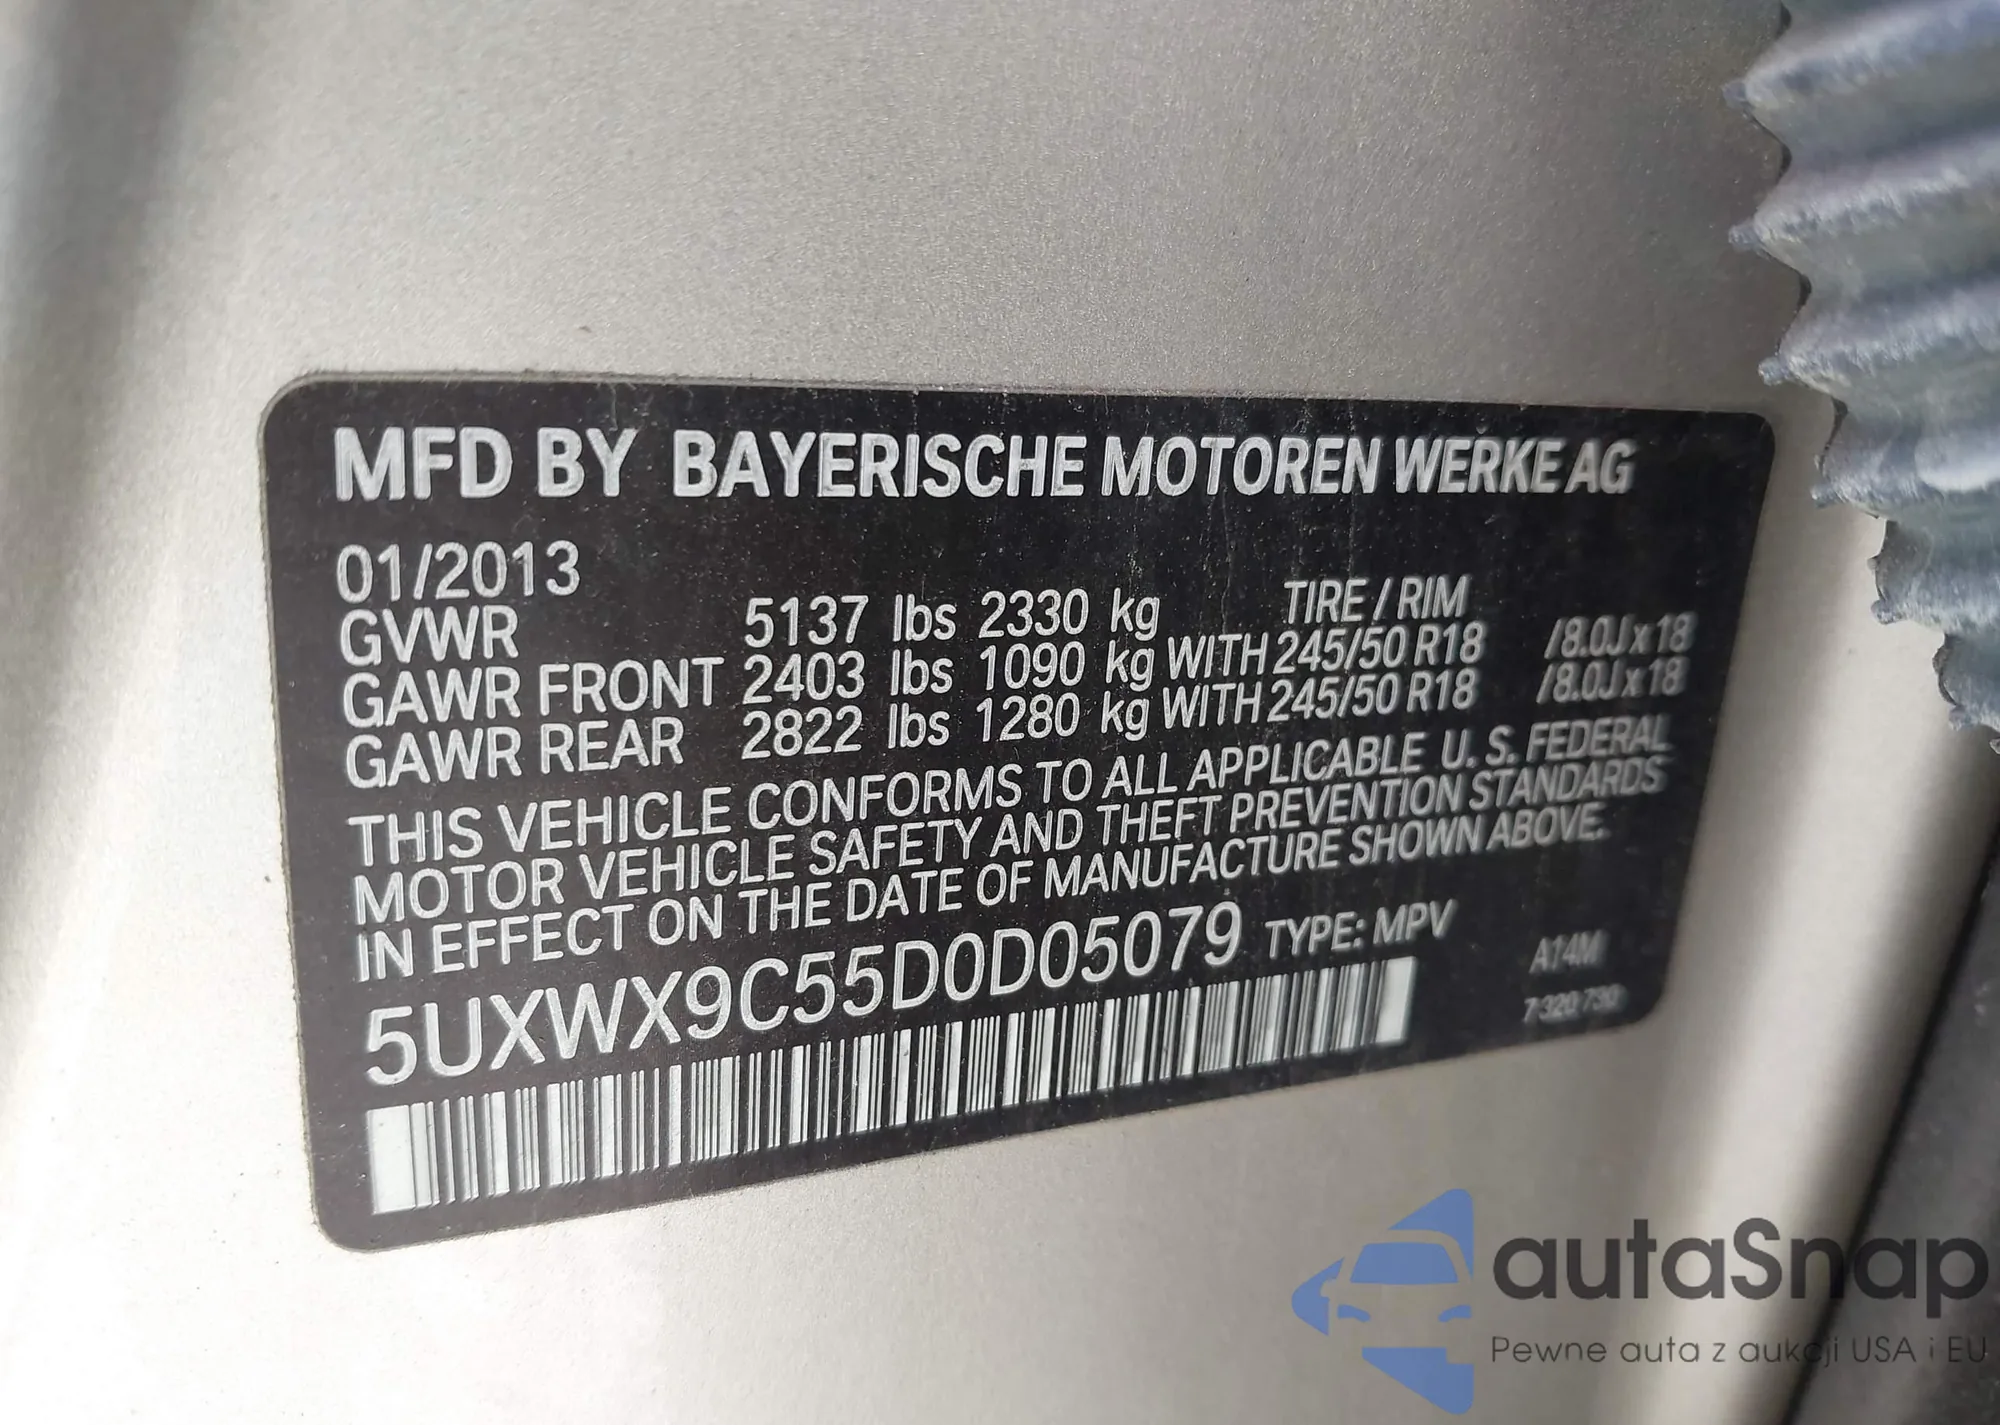 MFD BY BAYERISCHE MOTOREN WERKE AG
01/2013
TIRE / RIM
GVWR 5137 lbs 2330 kg
GAWR FRONT 2403 lbs 1090 kg WITH 245/50 R18 /8.0J x 18
GAWR REAR 2822 lbs 1280 kg WITH 245/50 R18 /8.0J x 18
THIS VEHICLE CONFORMS TO ALL APPLICABLE U. S. FEDERAL
MOTOR VEHICLE SAFETY AND THEFT PREVENTION STANDARDS
IN EFFECT ON THE DATE OF MANUFACTURE SHOWN ABOVE.
5UXWX9C55D0D05079 TYPE: MPV
A14M
7 320 730
autaSnap
Pewne auta z aukcji USA i EU